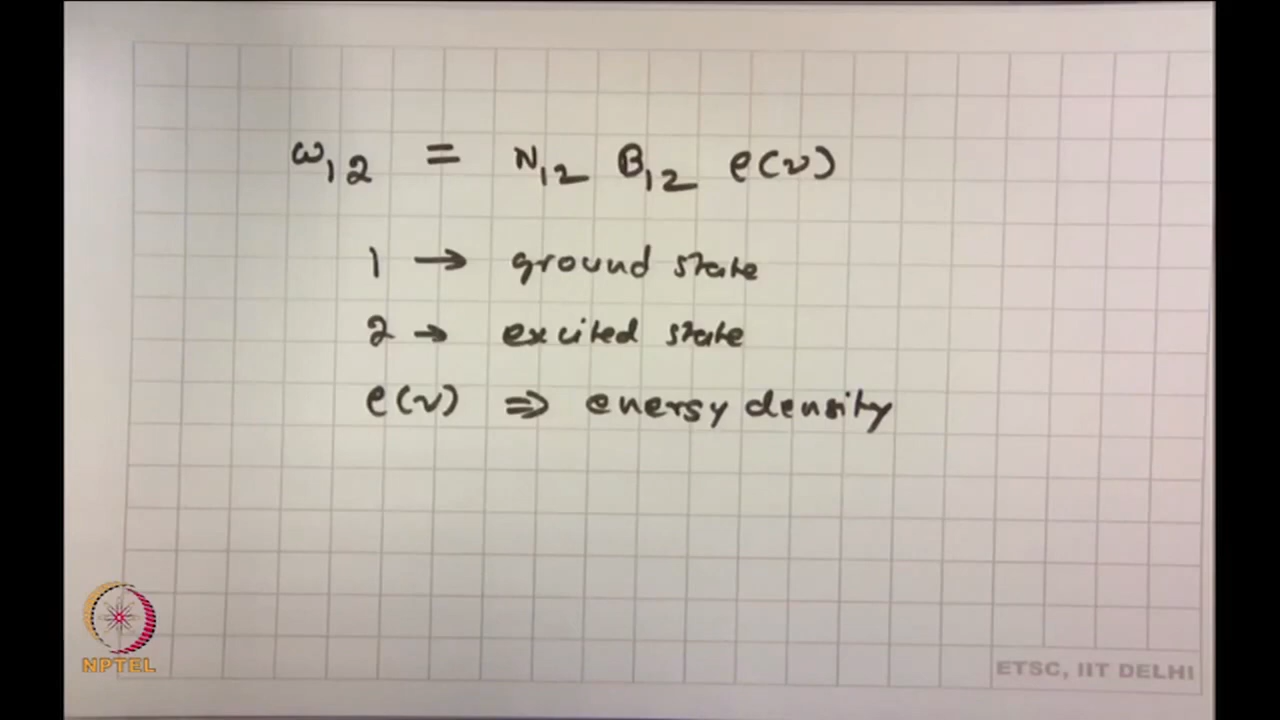 ω₁₂ = N₁₂ B₁₂ ρ(ν)
1 → ground state
2 → excited state
ρ(ν) ⇒ energy density
NPTEL
ETSC, IIT DELHI